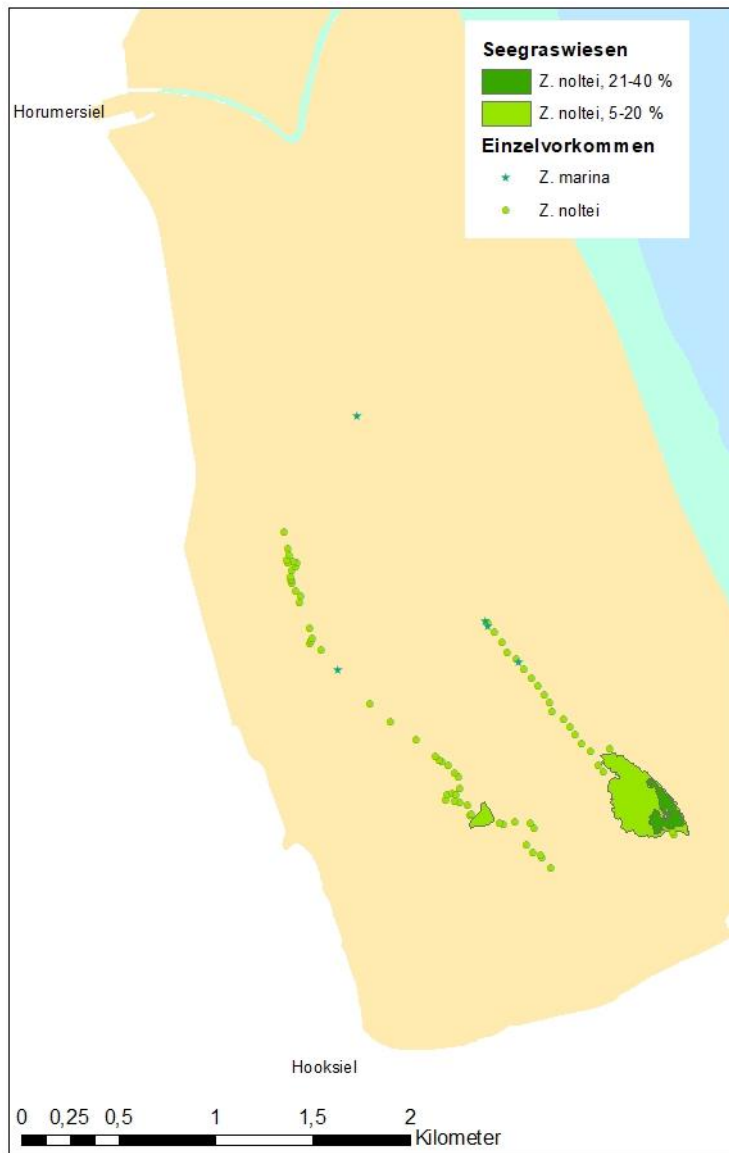 Seegraswiesen
Z. noltei, 21-40 %
Z. noltei, 5-20 %
Einzelvorkommen
Z. marina
Z. noltei
Horumersiel
Hooksiel
0 0,25 0,5 1 1,5 2
Kilometer